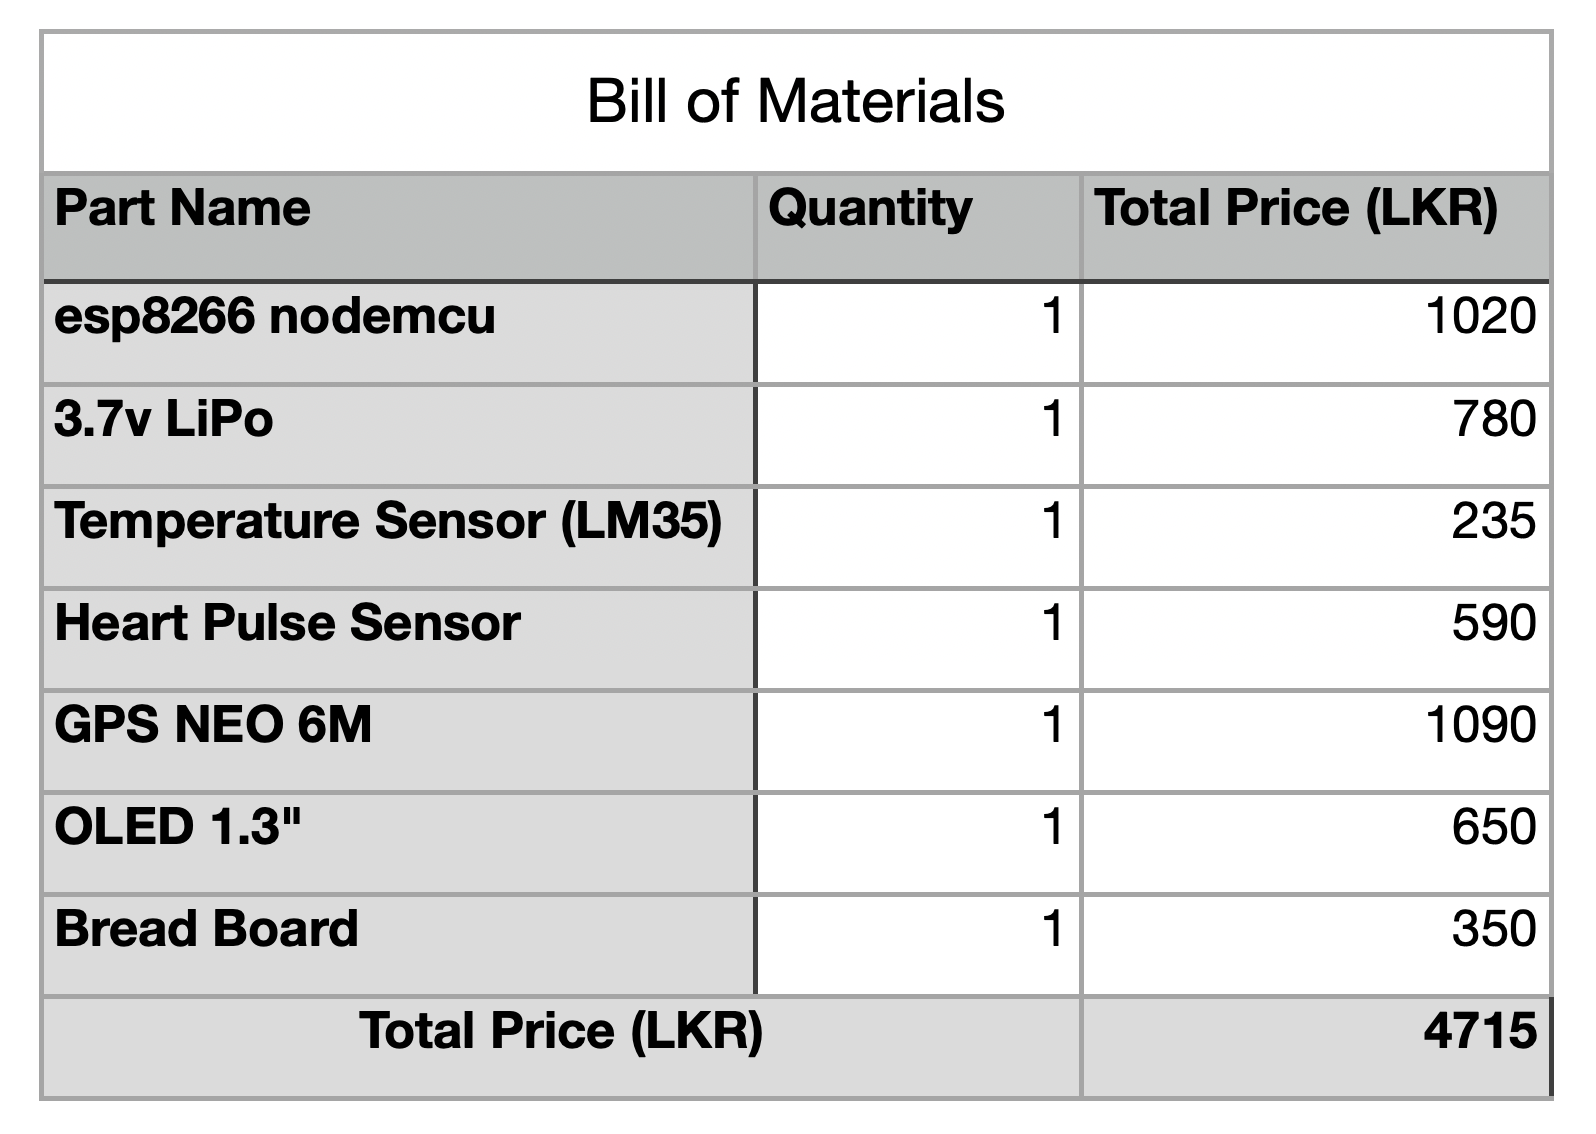 Bill of Materials
Part Name Quantity Total Price (LKR)
esp8266 nodemcu 1 1020
3.7v LiPo 1 780
Temperature Sensor (LM35) 1 235
Heart Pulse Sensor 1 590
GPS NEO 6M 1 1090
OLED 1.3" 1 650
Bread Board 1 350
Total Price (LKR) 4715